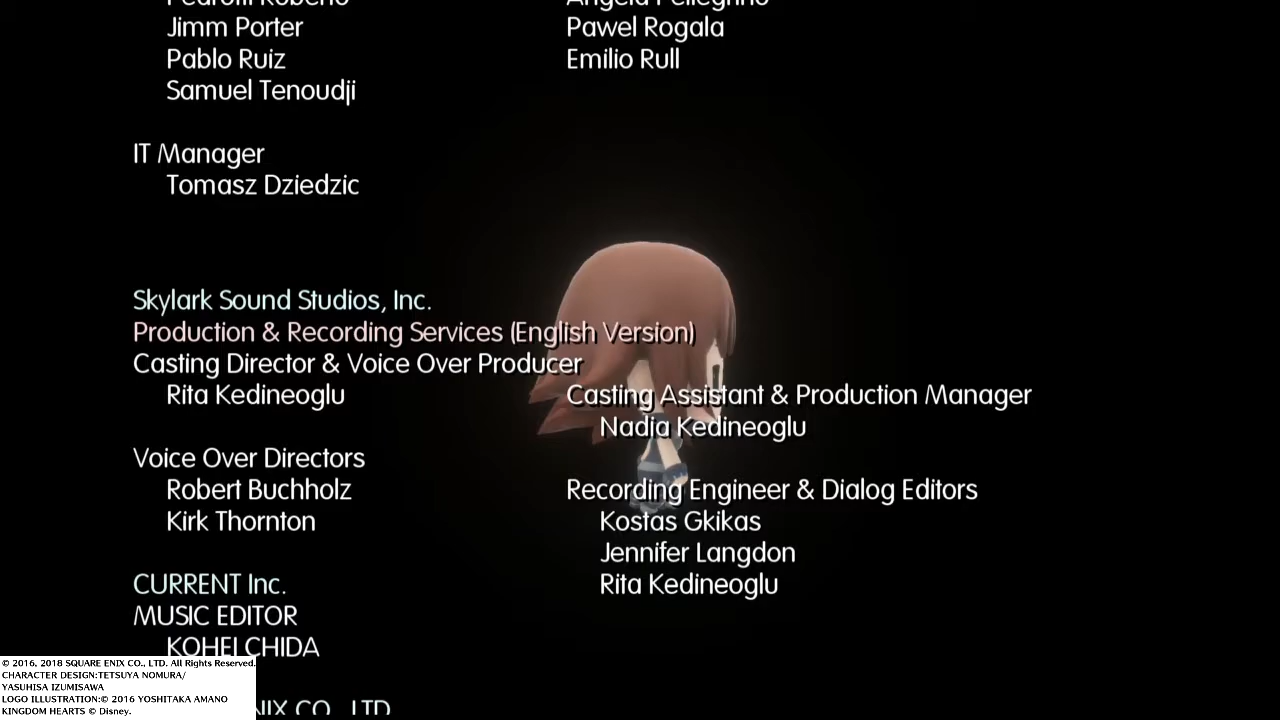 Jimm Porter
Pablo Ruiz
Samuel Tenoudji
Pawel Rogala
Emilio Rull
IT Manager
Tomasz Dziedzic
Skylark Sound Studios, Inc.
Production & Recording Services (English Version)
Casting Director & Voice Over Producer
Rita Kedineoglu
Casting Assistant & Production Manager
Nadia Kedineoglu
Voice Over Directors
Robert Buchholz
Kirk Thornton
Recording Engineer & Dialog Editors
Kostas Gkikas
Jennifer Langdon
Rita Kedineoglu
CURRENT Inc.
MUSIC EDITOR
KOHEI CHIDA
© 2016, 2018 SQUARE ENIX CO., LTD. All Rights Reserved.
CHARACTER DESIGN:TETSUYA NOMURA/
YASUHISA IZUMISAWA
LOGO ILLUSTRATION:© 2016 YOSHITAKA AMANO
KINGDOM HEARTS © Disney.
CO., LTD.